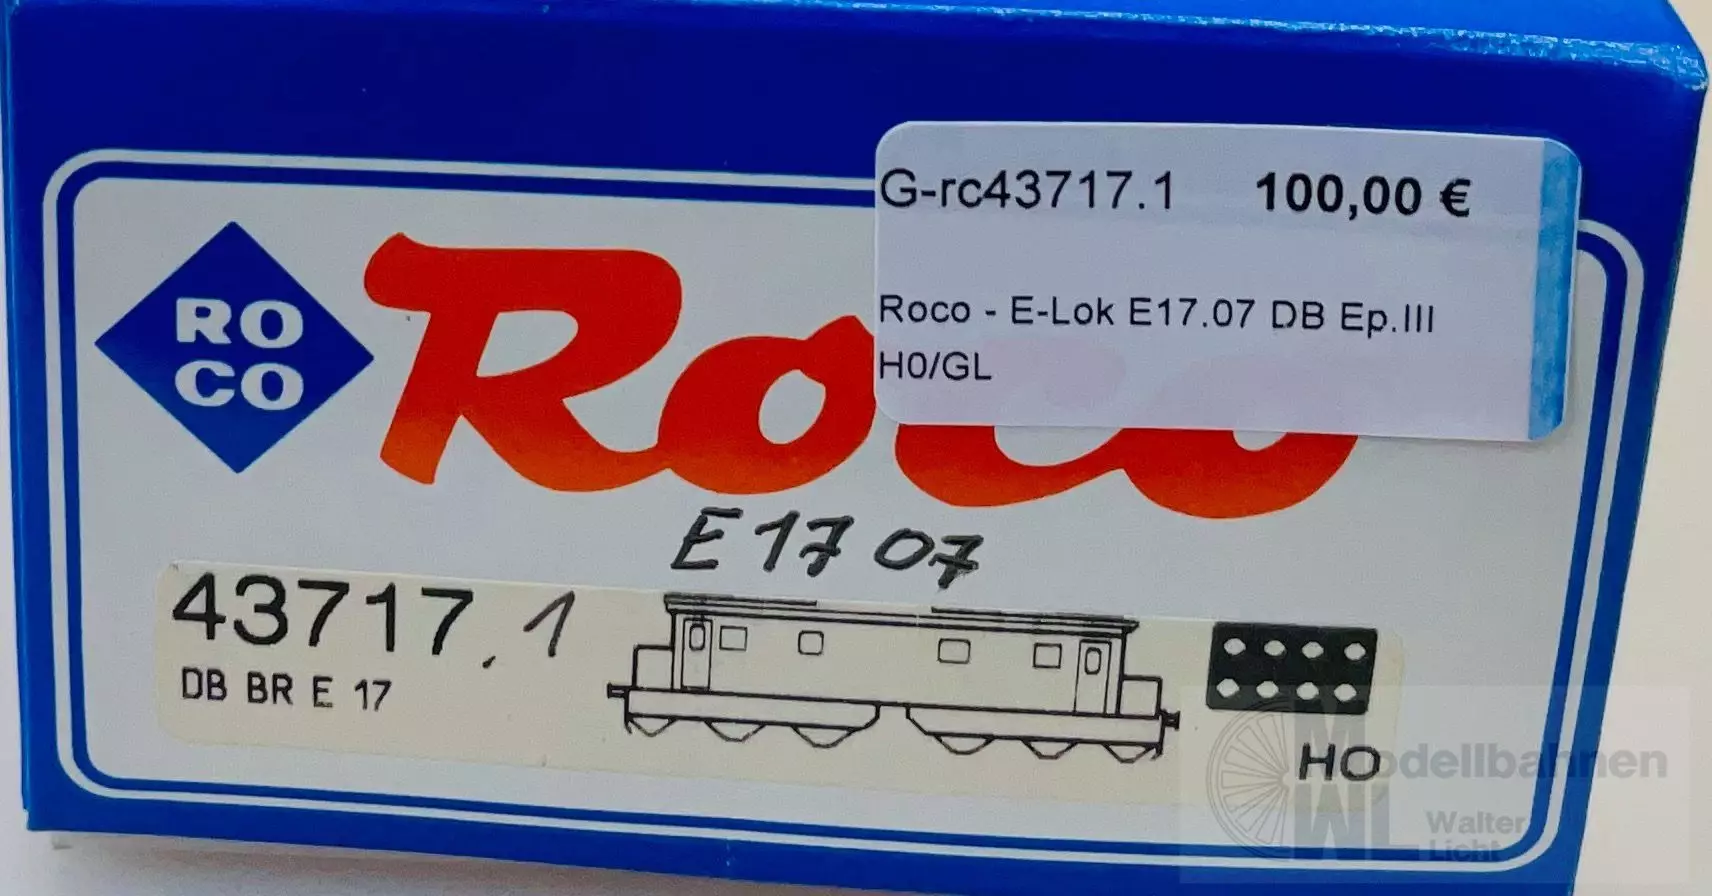 G-rc43717.1 100,00 €
Roco - E-Lok E17.07 DB Ep.III
H0/GL
RO
CO
Roco
E 17 07
43717.1
DB BR E 17
HO
Modellbahnen
Walter
Licht